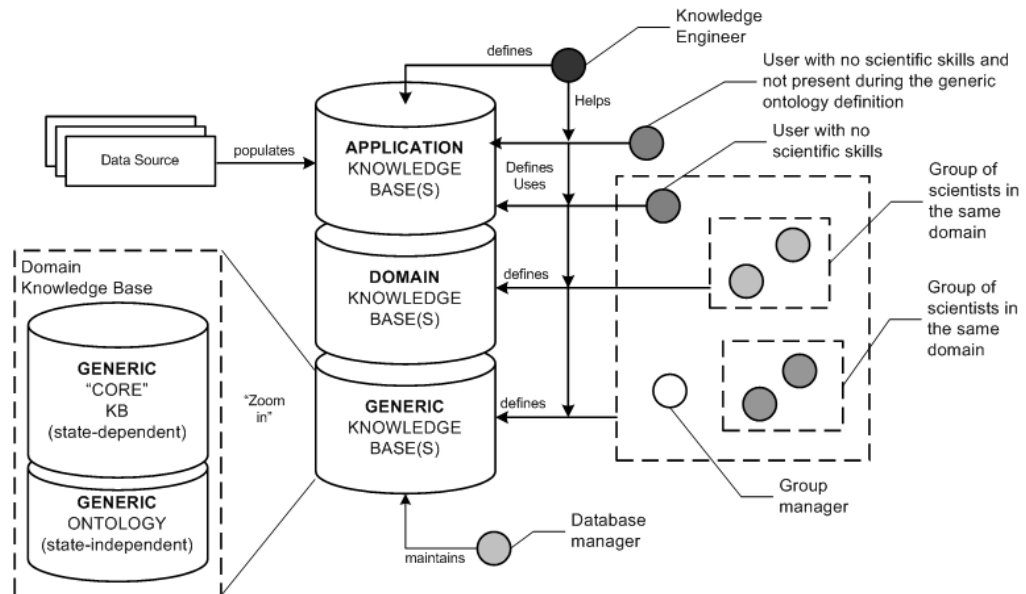 Knowledge
Engineer
defines
User with no scientific skills and
not present during the generic
ontology definition
Helps
Data Source
populates
APPLICATION
KNOWLEDGE
BASE(S)
Defines
Uses
User with no
scientific skills
Group of
scientists in
the same
domain
Domain
Knowledge Base
DOMAIN
KNOWLEDGE
BASE(S)
defines
Group of
scientists in
the same
domain
GENERIC
"CORE"
KB
(state-dependent)
"Zoom
in"
GENERIC
KNOWLEDGE
BASE(S)
defines
GENERIC
ONTOLOGY
(state-independent)
Group
manager
Database
manager
maintains